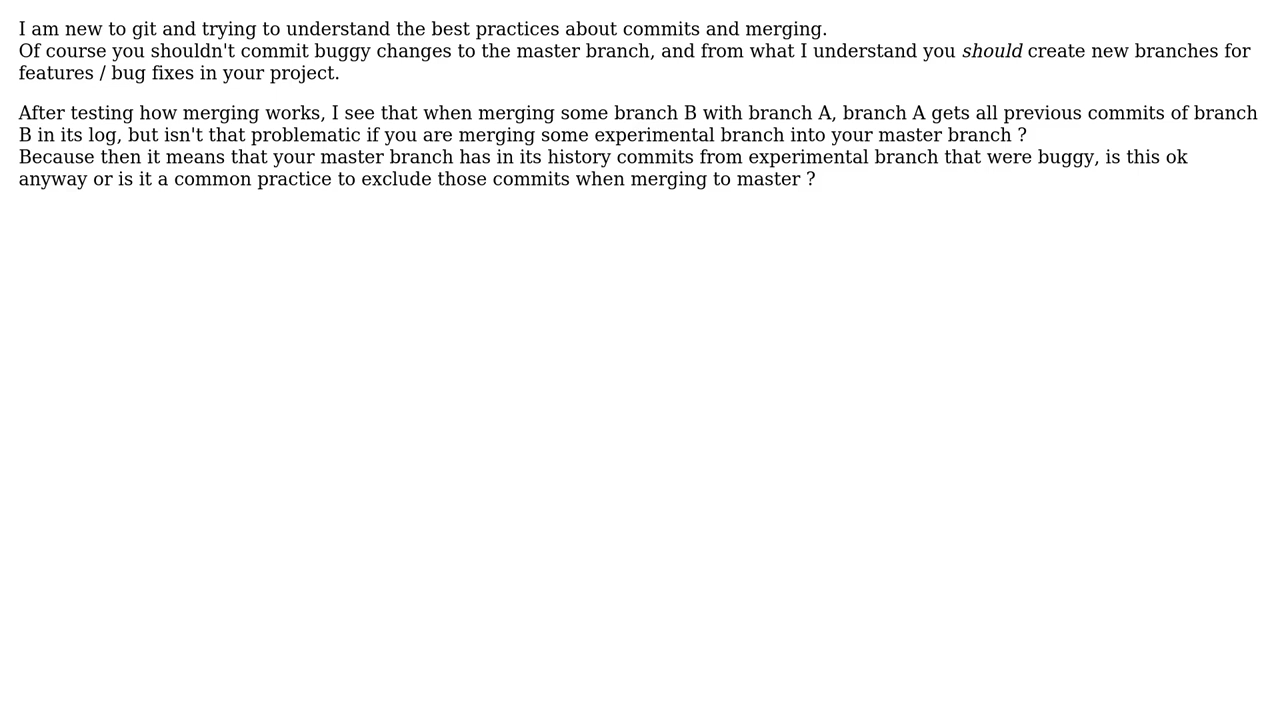 I am new to git and trying to understand the best practices about commits and merging.
Of course you shouldn't commit buggy changes to the master branch, and from what I understand you should create new branches for
features / bug fixes in your project.
After testing how merging works, I see that when merging some branch B with branch A, branch A gets all previous commits of branch
B in its log, but isn't that problematic if you are merging some experimental branch into your master branch ?
Because then it means that your master branch has in its history commits from experimental branch that were buggy, is this ok
anyway or is it a common practice to exclude those commits when merging to master ?